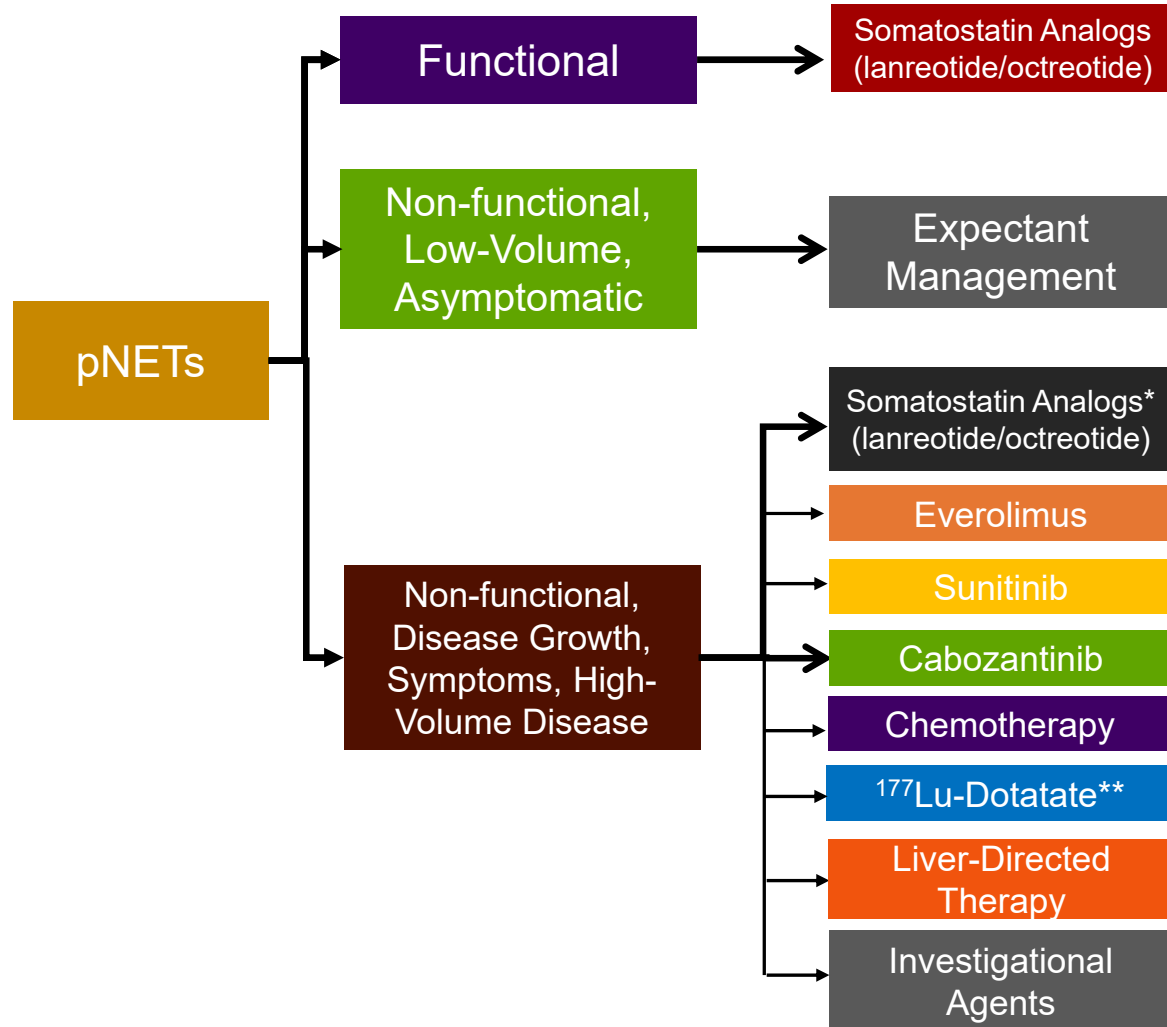 pNETs
Functional
Somatostatin Analogs
(lanreotide/octreotide)
Non-functional,
Low-Volume,
Asymptomatic
Expectant
Management
Non-functional,
Disease Growth,
Symptoms, High-
Volume Disease
Somatostatin Analogs*
(lanreotide/octreotide)
Everolimus
Sunitinib
Cabozantinib
Chemotherapy
¹⁷⁷Lu-Dotatate**
Liver-Directed
Therapy
Investigational
Agents